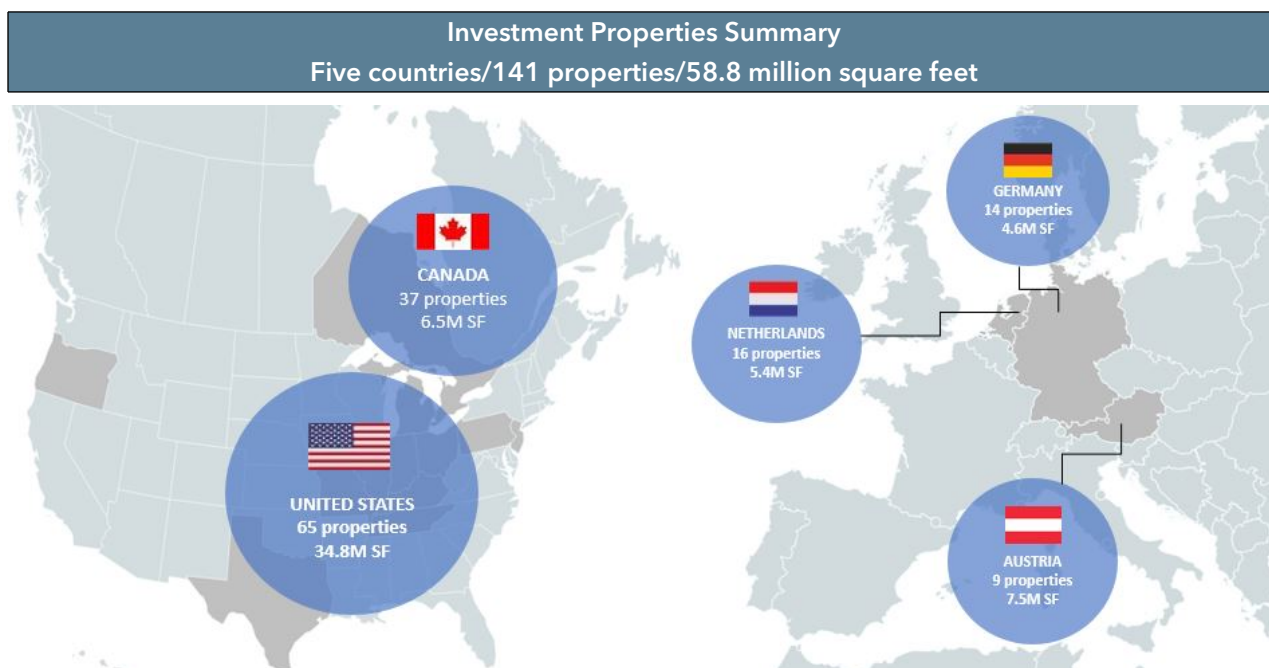 Investment Properties Summary
Five countries/141 properties/58.8 million square feet
CANADA
37 properties
6.5M SF
UNITED STATES
65 properties
34.8M SF
GERMANY
14 properties
4.6M SF
NETHERLANDS
16 properties
5.4M SF
AUSTRIA
9 properties
7.5M SF